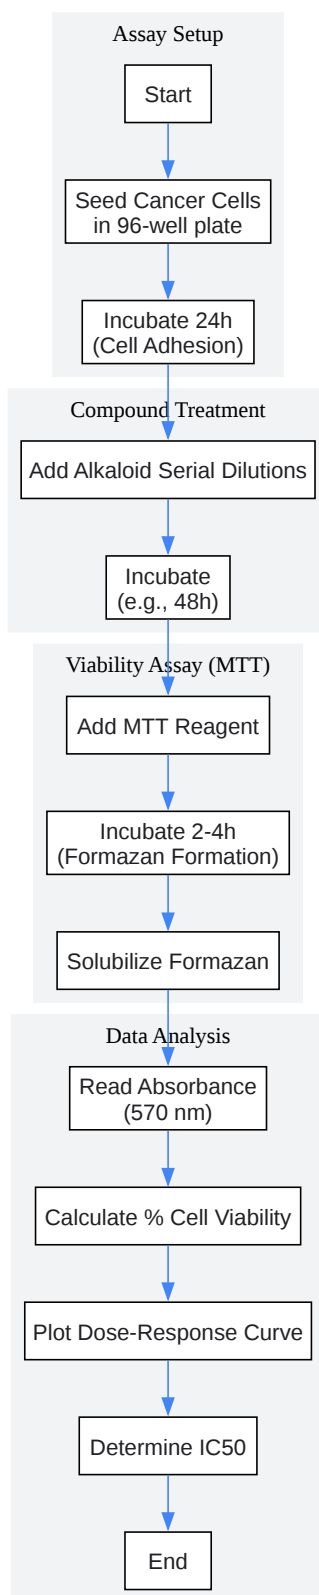 Assay Setup
Start
Seed Cancer Cells
in 96-well plate
Incubate 24h
(Cell Adhesion)
Compound Treatment
Add Alkaloid Serial Dilutions
Incubate
(e.g., 48h)
Viability Assay (MTT)
Add MTT Reagent
Incubate 2-4h
(Formazan Formation)
Solubilize Formazan
Data Analysis
Read Absorbance
(570 nm)
Calculate % Cell Viability
Plot Dose-Response Curve
Determine IC50
End